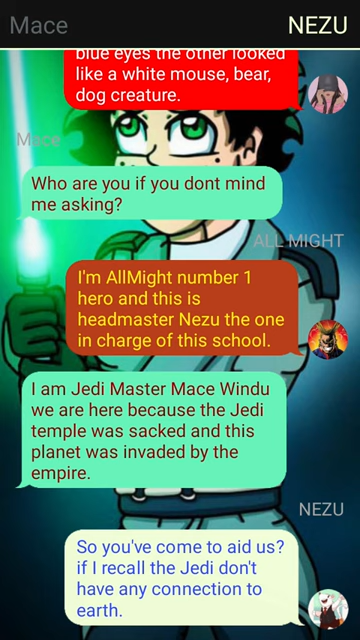 Mace
NEZU
blue eyes the other looked
like a white mouse, bear,
dog creature.
Mace
Who are you if you dont mind
me asking?
ALL MIGHT
I'm AllMight number 1
hero and this is
headmaster Nezu the one
in charge of this school.
I am Jedi Master Mace Windu
we are here because the Jedi
temple was sacked and this
planet was invaded by the
empire.
NEZU
So you've come to aid us?
if I recall the Jedi don't
have any connection to
earth.